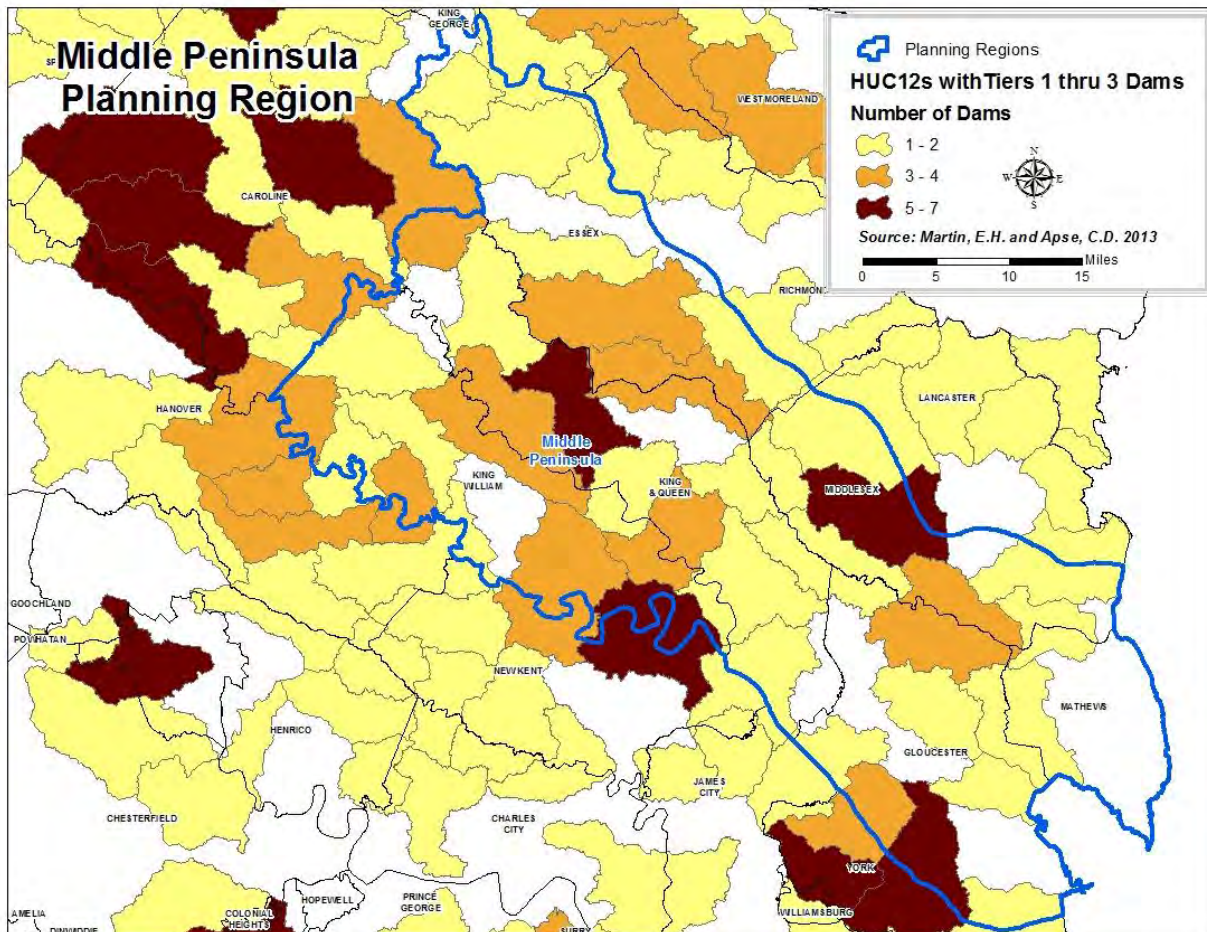 Middle Peninsula
Planning Region
KING
GEORGE
WESTMORELAND
CAROLINE
ESSEX
RICHMOND
HANOVER
LANCASTER
Middle
Peninsula
KING
WILLIAM
KING
& QUEEN
MIDDLESEX
GOOCHLAND
POWHATAN
NEW KENT
HENRICO
MATHEWS
GLOUCESTER
JAMES
CITY
CHESTERFIELD
CHARLES
CITY
YORK
WILLIAMSBURG
AMELIA
COLONIAL
HEIGHTS
HOPEWELL
PRINCE
GEORGE
SURRY
DINWIDDIE
Planning Regions
HUC12s with Tiers 1 thru 3 Dams
Number of Dams
1 - 2
3 - 4
5 - 7
N
W E
S
Source: Martin, E.H. and Apse, C.D. 2013
Miles
0 5 10 15